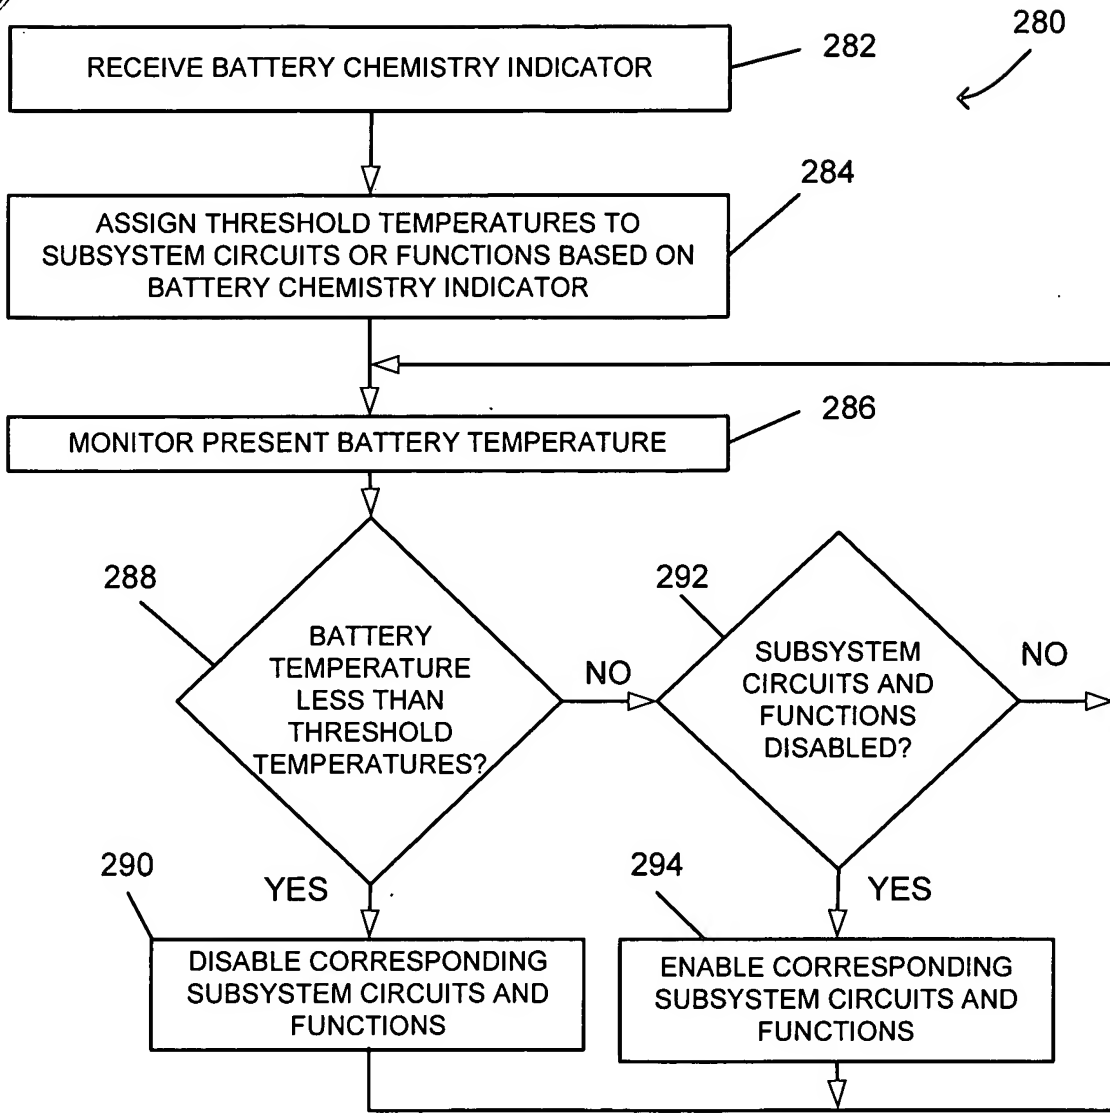 280
RECEIVE BATTERY CHEMISTRY INDICATOR
282
284
ASSIGN THRESHOLD TEMPERATURES TO
SUBSYSTEM CIRCUITS OR FUNCTIONS BASED ON
BATTERY CHEMISTRY INDICATOR
286
MONITOR PRESENT BATTERY TEMPERATURE
288
BATTERY
TEMPERATURE
LESS THAN
THRESHOLD
TEMPERATURES?
NO
292
SUBSYSTEM
CIRCUITS AND
FUNCTIONS
DISABLED?
NO
290
YES
DISABLE CORRESPONDING
SUBSYSTEM CIRCUITS AND
FUNCTIONS
294
YES
ENABLE CORRESPONDING
SUBSYSTEM CIRCUITS AND
FUNCTIONS